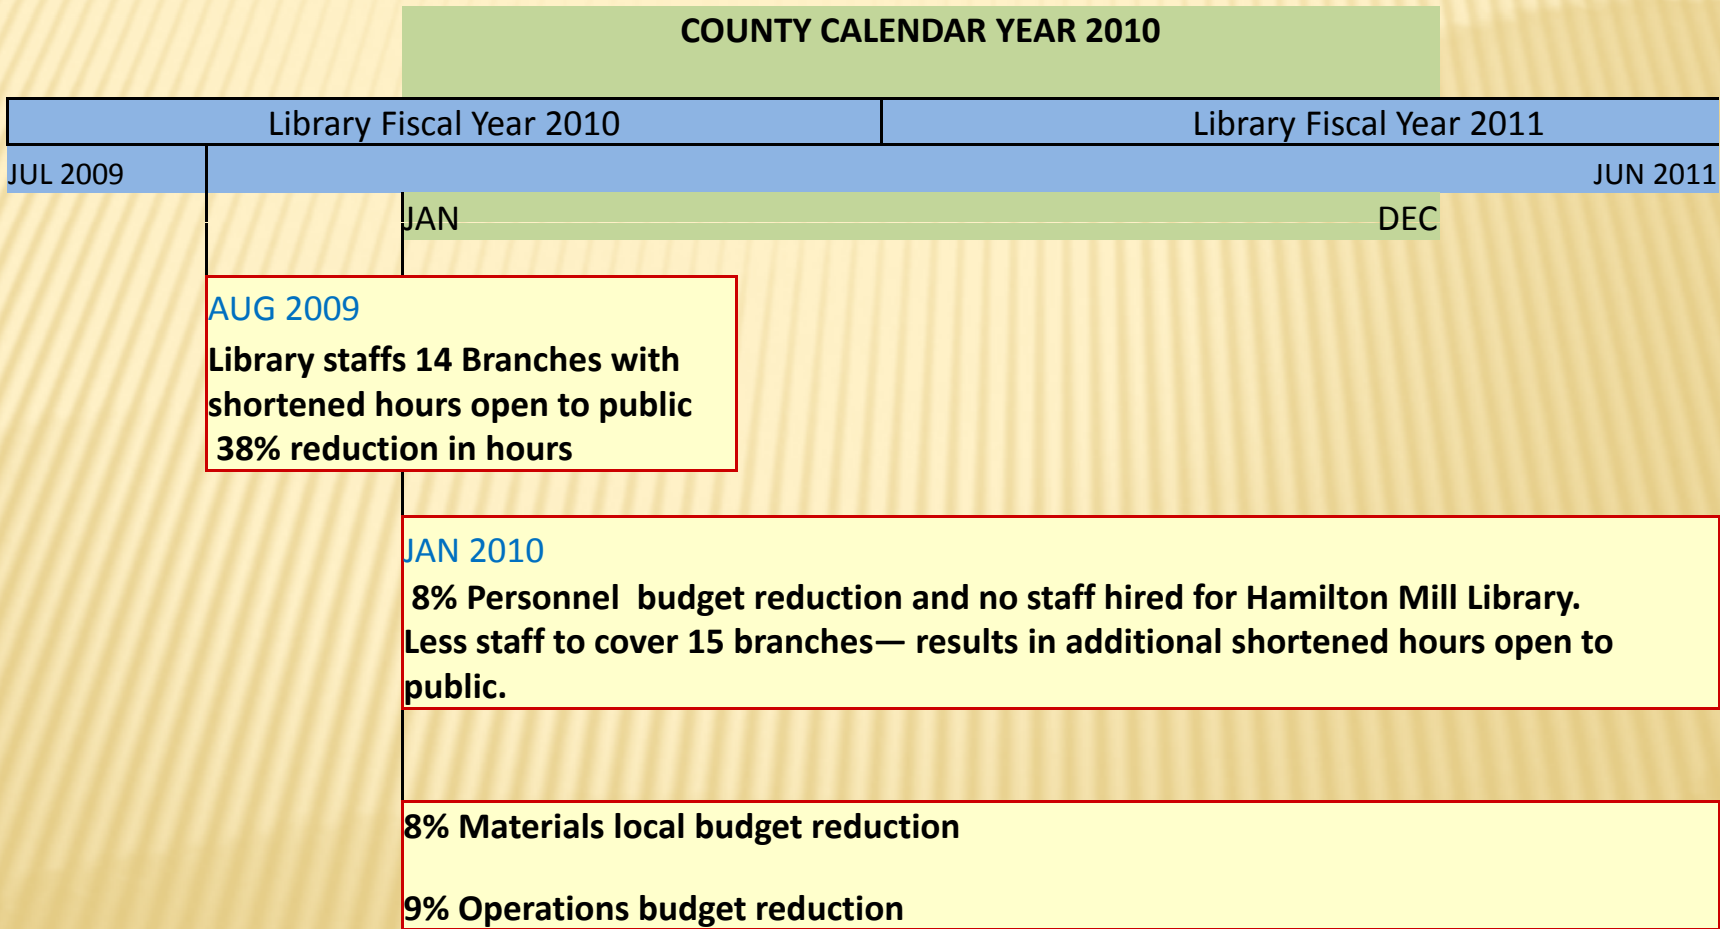 COUNTY CALENDAR YEAR 2010
Library Fiscal Year 2010
Library Fiscal Year 2011
JUL 2009
JUN 2011
JAN
DEC
AUG 2009
Library staffs 14 Branches with
shortened hours open to public
38% reduction in hours
JAN 2010
8% Personnel  budget reduction and no staff hired for Hamilton Mill Library.
Less staff to cover 15 branches— results in additional shortened hours open to
public.
8% Materials local budget reduction
9% Operations budget reduction